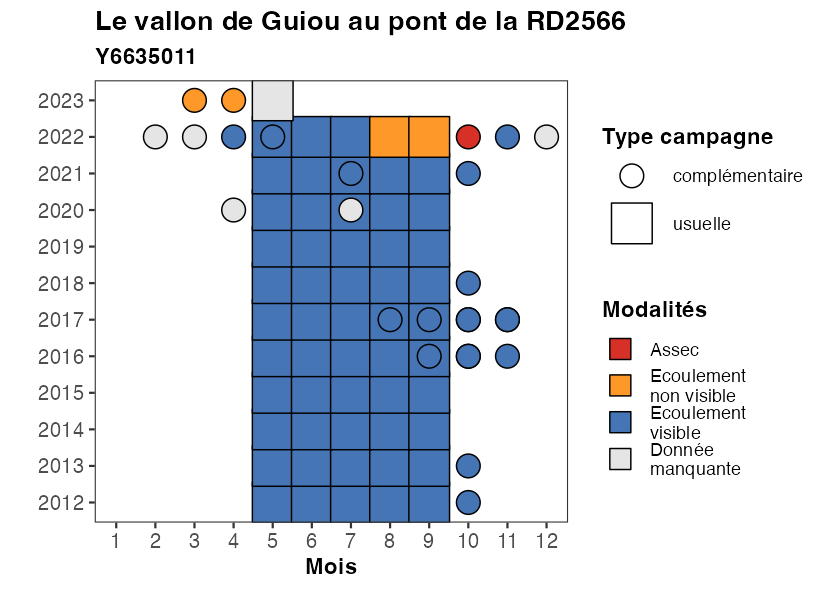 Le vallon de Guiou au pont de la RD2566
Y6635011
2023
2022
2021
2020
2019
2018
2017
2016
2015
2014
2013
2012
1 2 3 4 5 6 7 8 9 10 11 12
Mois
Type campagne
complémentaire
usuelle
Modalités
Assec
Ecoulement
non visible
Ecoulement
visible
Donnée
manquante